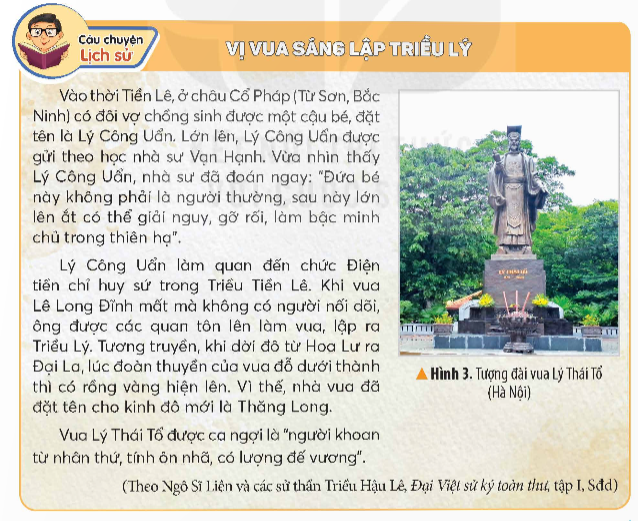 Câu chuyện
Lịch sử
VỊ VUA SÁNG LẬP TRIỀU LÝ
Vào thời Tiền Lê, ở châu Cổ Pháp (Từ Sơn, Bắc
Ninh) có đôi vợ chồng sinh được một cậu bé, đặt
tên là Lý Công Uẩn. Lớn lên, Lý Công Uẩn được
gửi theo học nhà sư Vạn Hạnh. Vừa nhìn thấy
Lý Công Uẩn, nhà sư đã đoán ngay: “Đứa bé
này không phải là người thường, sau này lớn
lên ắt có thể giải nguy, gỡ rối, làm bậc minh
chủ trong thiên hạ”.
Lý Công Uẩn làm quan đến chức Điện
tiền chỉ huy sứ trong Triều Tiền Lê. Khi vua
Lê Long Đĩnh mất mà không có người nối dõi,
ông được các quan tôn lên làm vua, lập ra
Triều Lý. Tương truyền, khi dời đô từ Hoa Lư ra
Đại La, lúc đoàn thuyền của vua đỗ dưới thành
thì có rồng vàng hiện lên. Vì thế, nhà vua đã
đặt tên cho kinh đô mới là Thăng Long.
Vua Lý Thái Tổ được ca ngợi là “người khoan
từ nhân thứ, tính ôn nhã, có lượng đế vương”.
▲ Hình 3. Tượng đài vua Lý Thái Tổ
(Hà Nội)
(Theo Ngô Sĩ Liên và các sử thần Triều Hậu Lê, Đại Việt sử ký toàn thư, tập I, Sđd)